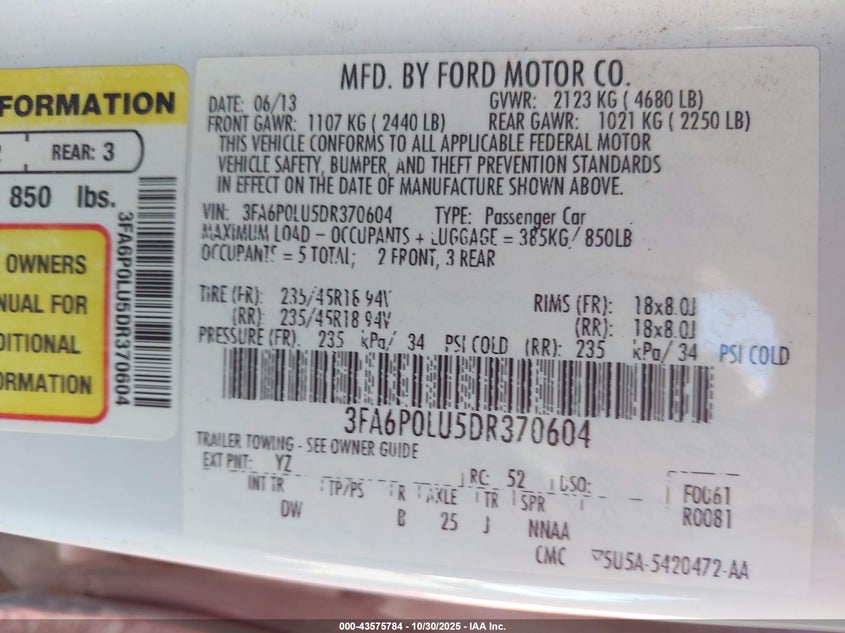 FORMATION
REAR: 3
850 lbs.
OWNERS
NUAL FOR
DITIONAL
ORMATION
3FA6P0LU5DR370604
MFD. BY FORD MOTOR CO.
DATE: 06/13 GVWR: 2123 KG ( 4680 LB)
FRONT GAWR: 1107 KG ( 2440 LB) REAR GAWR: 1021 KG ( 2250 LB)
THIS VEHICLE CONFORMS TO ALL APPLICABLE FEDERAL MOTOR
VEHICLE SAFETY, BUMPER, AND THEFT PREVENTION STANDARDS
IN EFFECT ON THE DATE OF MANUFACTURE SHOWN ABOVE.
VIN: 3FA6P0LU5DR370604 TYPE: Passenger Car
MAXIMUM LOAD - OCCUPANTS + LUGGAGE = 385KG/ 850LB
OCCUPANTS = 5 TOTAL; 2 FRONT, 3 REAR
TIRE (FR): 235/45R18 94V RIMS (FR): 18x8.0J
(RR): 235/45R18 94V (RR): 18x8.0J
PRESSURE (FR). 235 kPa/ 34 PSI COLD (RR): 235 kPa/ 34 PSI COLD
3FA6P0LU5DR370604
TRAILER TOWING - SEE OWNER GUIDE
EXT PNT: YZ RC: 52 DSO: F0061
INT TR TP/PS R AXLE TR SPR R0081
DW B 25 J NNAA
CMC 5U5A-5420472-AA
000-43575784 - 10/30/2025 - IAA Inc.